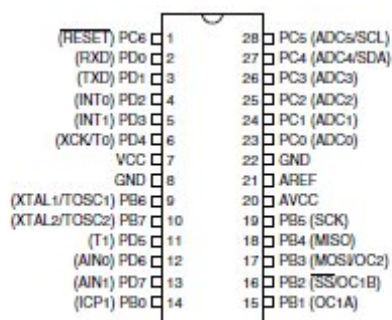 (RESET) PC6 1 28 PC5 (ADC5/SCL)
(RXD) PD0 2 27 PC4 (ADC4/SDA)
(TXD) PD1 3 26 PC3 (ADC3)
(INT0) PD2 4 25 PC2 (ADC2)
(INT1) PD3 5 24 PC1 (ADC1)
(XCK/T0) PD4 6 23 PC0 (ADC0)
VCC 7 22 GND
GND 8 21 AREF
(XTAL1/TOSC1) PB6 9 20 AVCC
(XTAL2/TOSC2) PB7 10 19 PB5 (SCK)
(T1) PD5 11 18 PB4 (MISO)
(AIN0) PD6 12 17 PB3 (MOSI/OC2)
(AIN1) PD7 13 16 PB2 (SS/OC1B)
(ICP1) PB0 14 15 PB1 (OC1A)